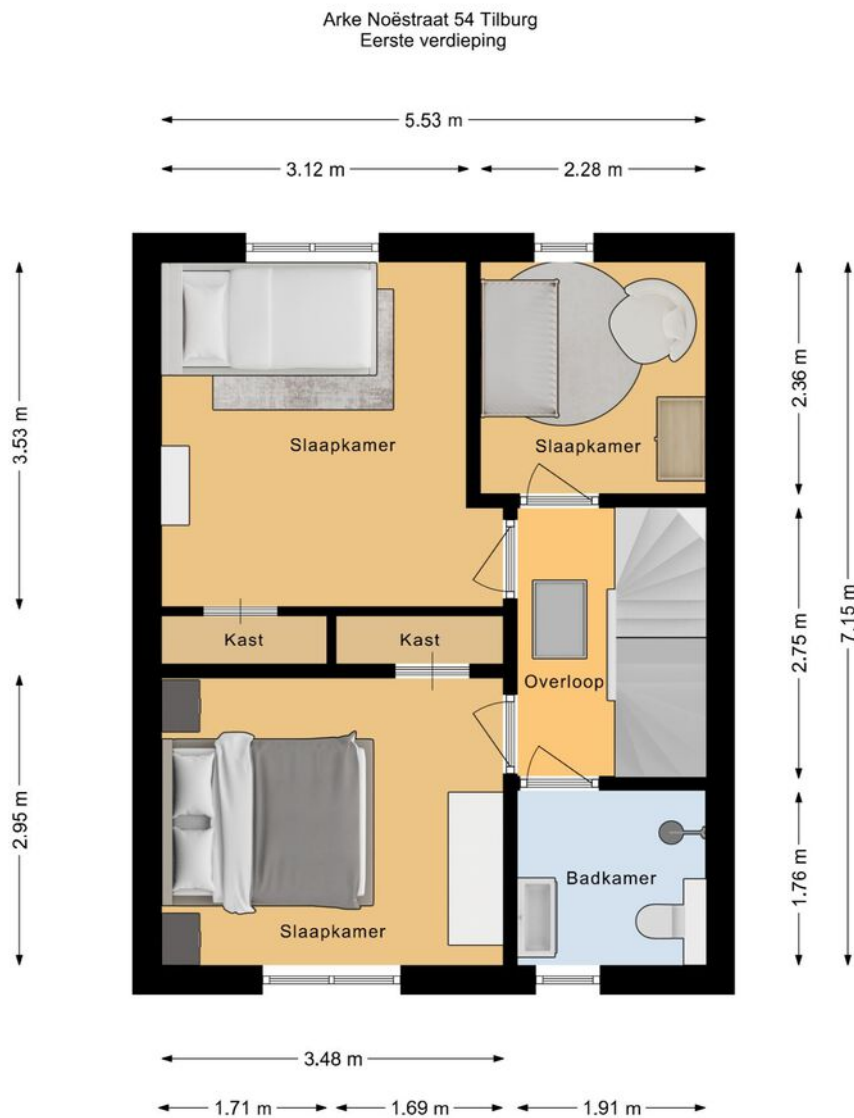 Arke Noëstraat 54 Tilburg
Eerste verdieping
5.53 m
3.12 m
2.28 m
3.53 m
2.36 m
Slaapkamer
Slaapkamer
7.15 m
2.75 m
Kast
Kast
Overloop
2.95 m
1.76 m
Badkamer
Slaapkamer
3.48 m
1.71 m
1.69 m
1.91 m